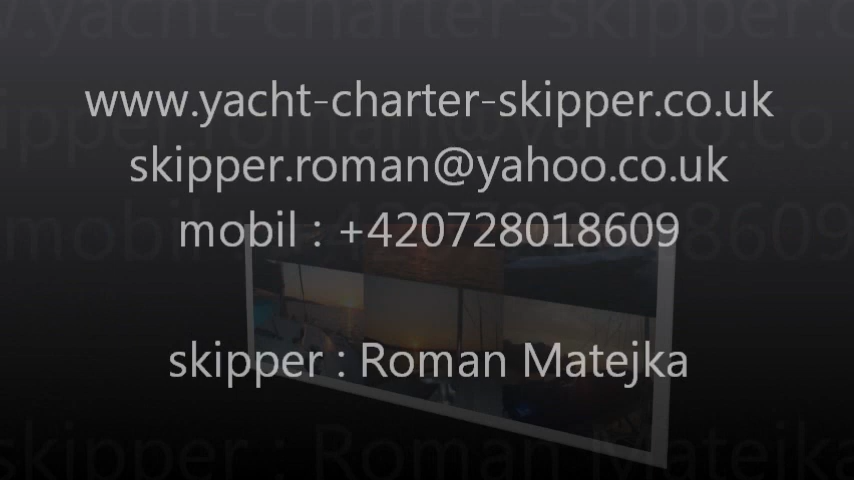 www.yacht-charter-skipper.co.uk
skipper.roman@yahoo.co.uk
mobil : +420728018609
skipper : Roman Matejka